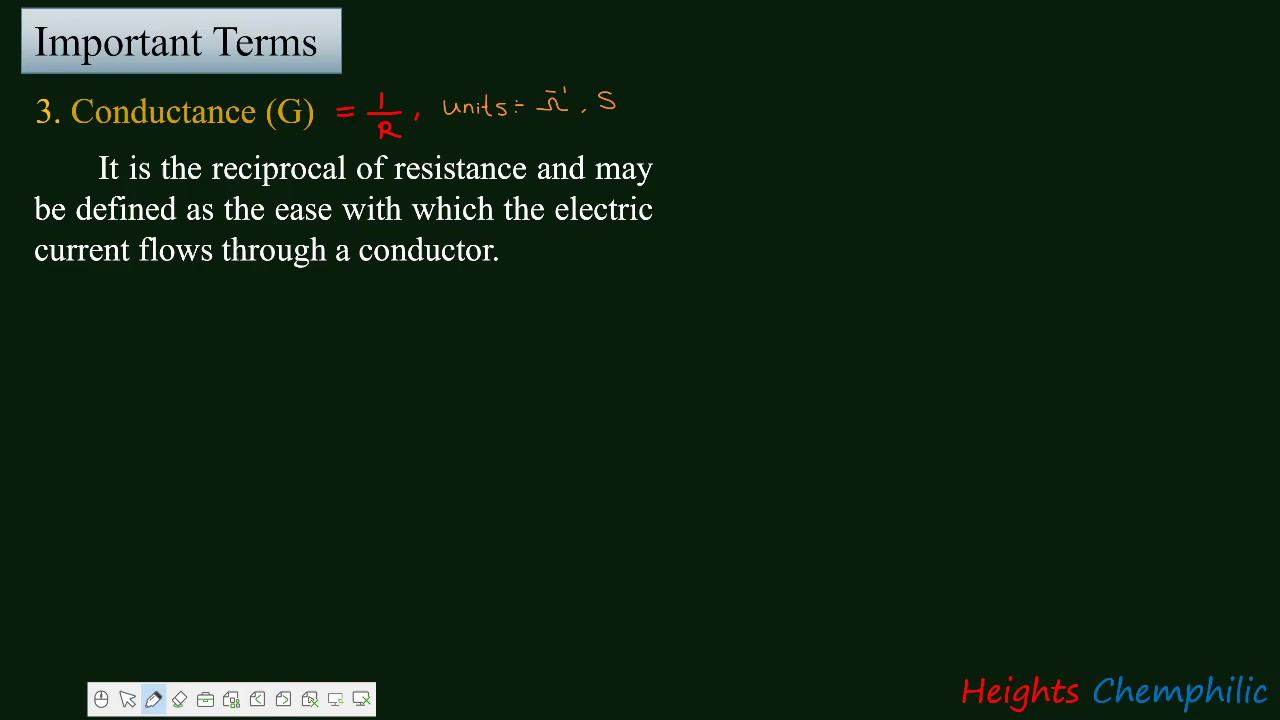 Important Terms
3. Conductance (G) = 1/R, units:- Ω⁻¹, S
It is the reciprocal of resistance and may
be defined as the ease with which the electric
current flows through a conductor.
Heights Chemphilic